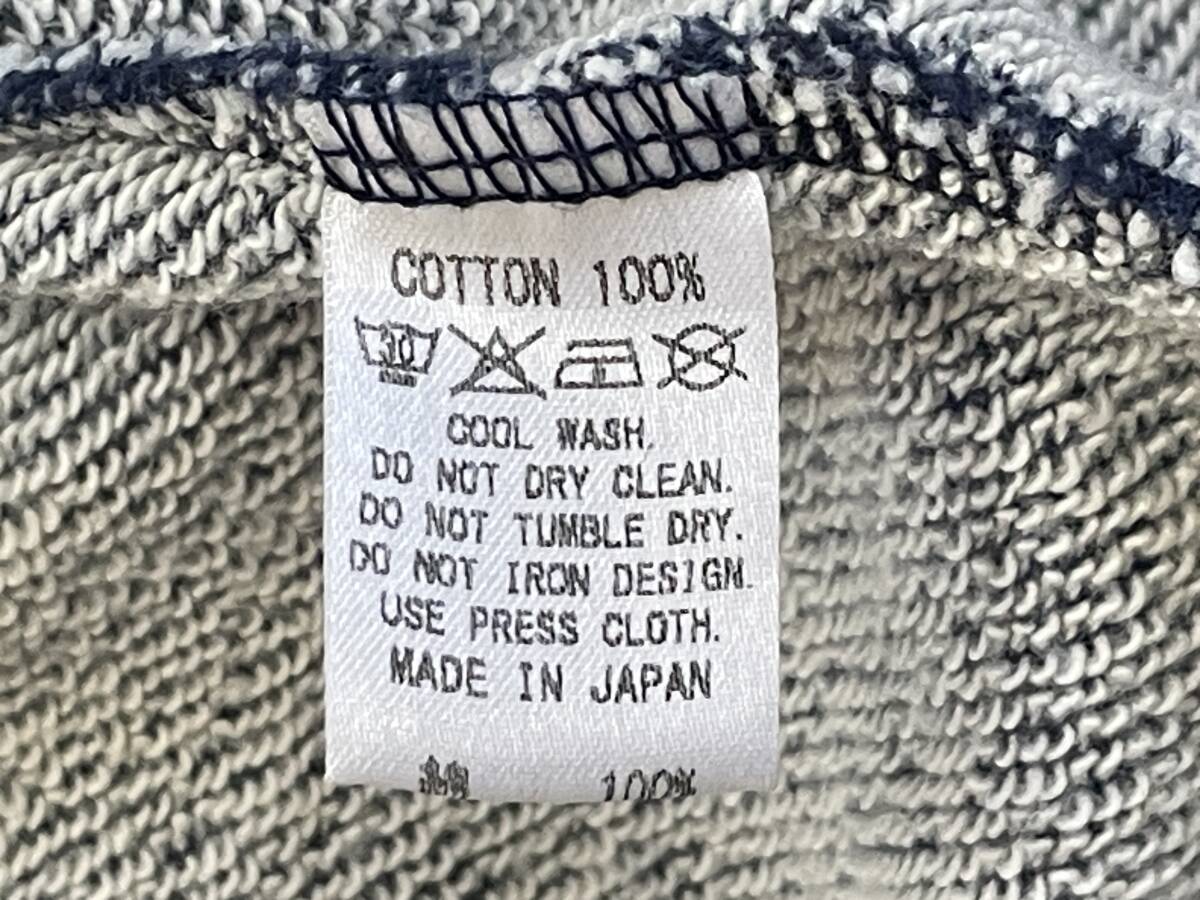 COTTON 100%
30
COOL WASH.
DO NOT DRY CLEAN.
DO NOT TUMBLE DRY.
DO NOT IRON DESIGN.
USE PRESS CLOTH.
MADE IN JAPAN
綿 100%